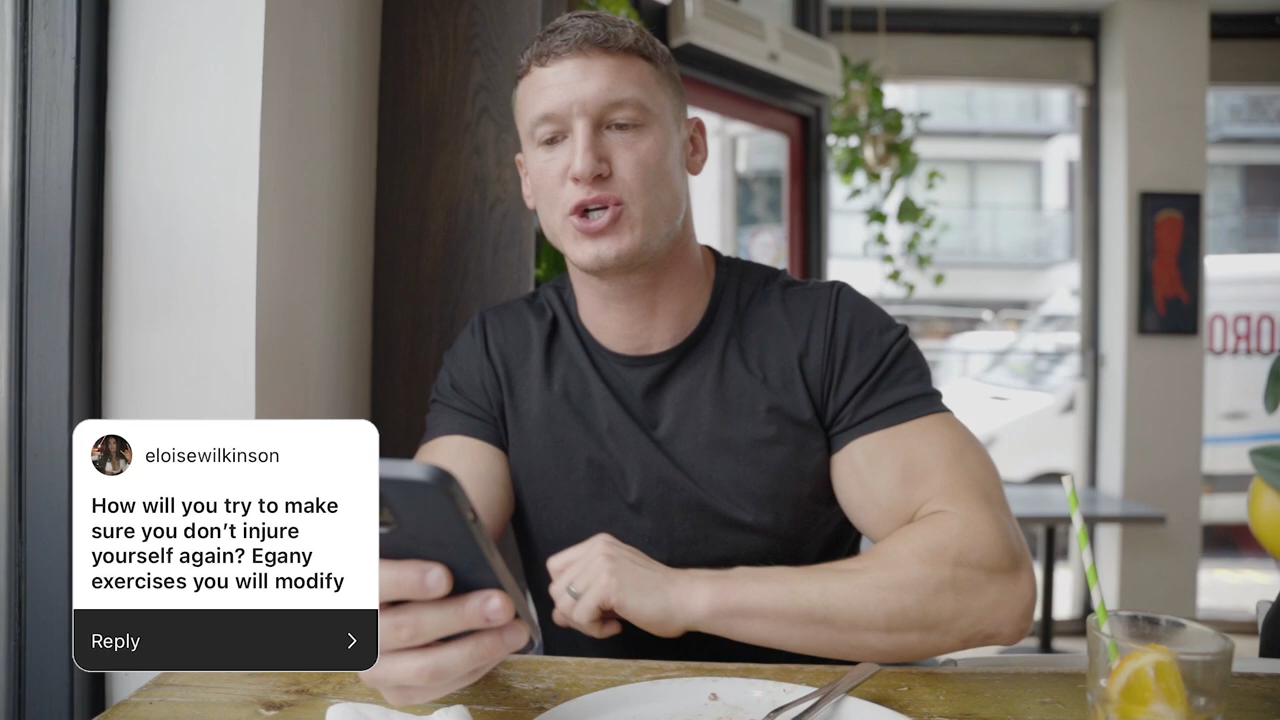 eloisewilkinson
How will you try to make
sure you don't injure
yourself again? Egany
exercises you will modify
Reply
ORO